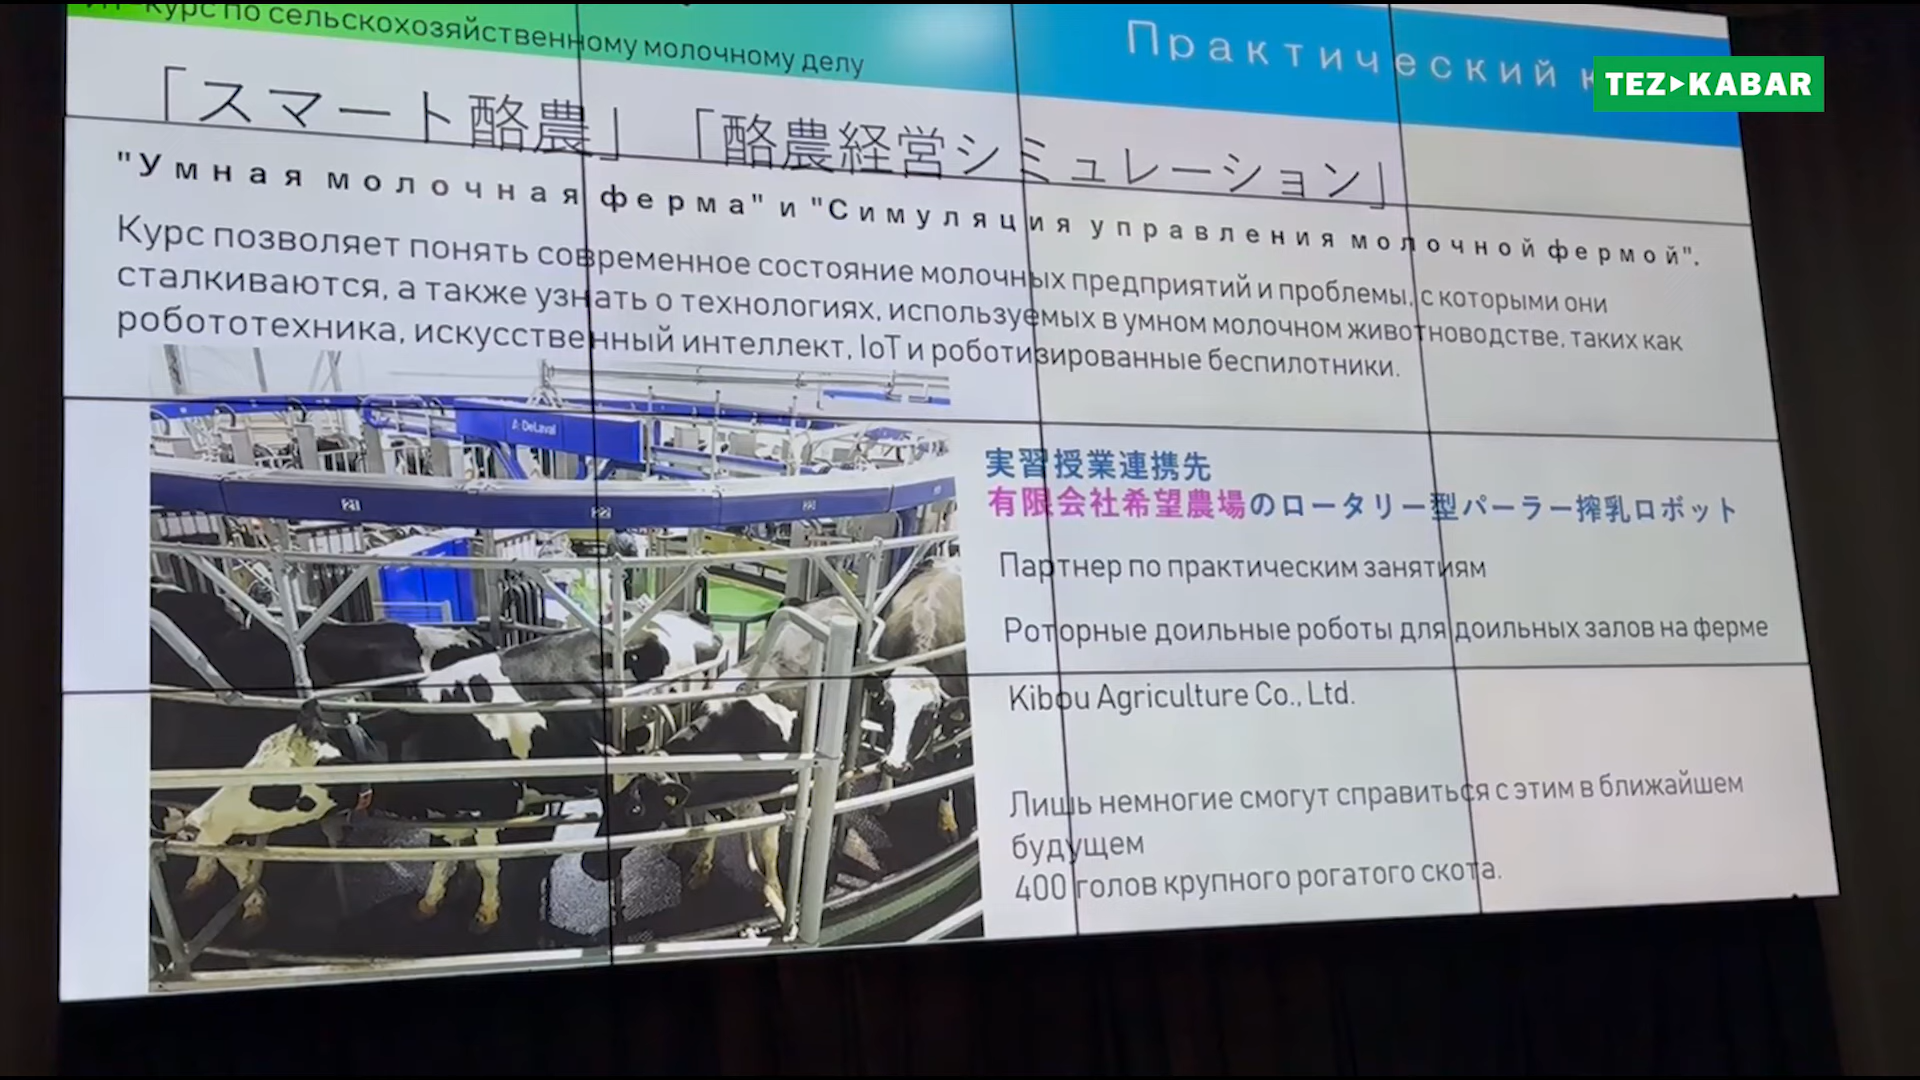 курс по сельскохозяйственному молочному делу
Практический
TEZ KABAR
「スマート酪農」「酪農経営シミュレーション」
"Умная молочная ферма" и "Симуляция управления молочной фермой".
Курс позволяет понять современное состояние молочных предприятий и проблемы, с которыми они
сталкиваются, а также узнать о технологиях, используемых в умном молочном животноводстве, таких как
робототехника, искусственный интеллект, IoT и роботизированные беспилотники.
DeLaval
21
22
23
実習授業連携先
有限会社希望農場のロータリー型パーラー搾乳ロボット
Партнер по практическим занятиям
Роторные доильные роботы для доильных залов на ферме
Kibou Agriculture Co., Ltd.
Лишь немногие смогут справиться с этим в ближайшем
будущем
400 голов крупного рогатого скота.